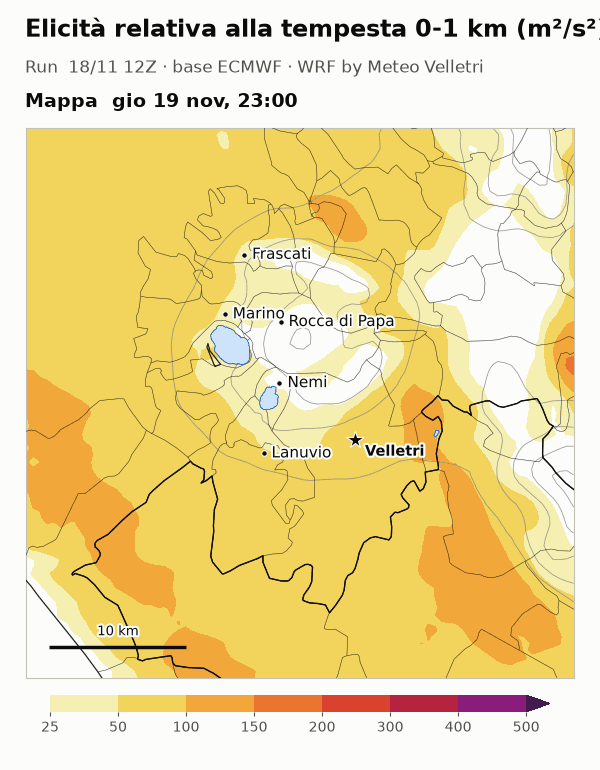 Elicità relativa alla tempesta 0-1 km (m²/s²)
Run  18/11 12Z · base ECMWF · WRF by Meteo Velletri
Mappa  gio 19 nov, 23:00
Frascati
Marino
Rocca di Papa
Nemi
Velletri
Lanuvio
10 km
25 50 100 150 200 300 400 500